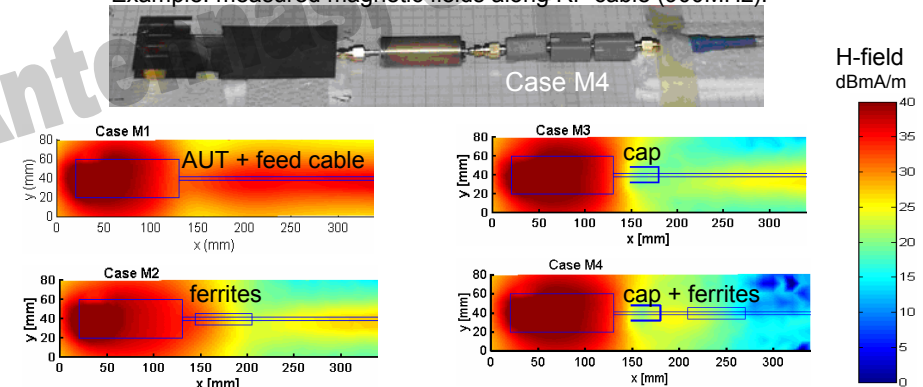 Example: measured magnetic fields along RF cable (900MHz):
Case M4
H-field
dBmA/m
40
35
30
25
20
15
10
5
0
Antennas
Case M1
AUT + feed cable
y (mm)
80
60
40
20
0
0 50 100 150 200 250 300
x (mm)
Case M3
cap
y [mm]
80
60
40
20
0
0 50 100 150 200 250 300
x [mm]
Case M2
ferrites
y [mm]
80
60
40
20
0
0 50 100 150 200 250 300
x [mm]
Case M4
cap + ferrites
y [mm]
80
60
40
20
0
0 50 100 150 200 250 300
x [mm]